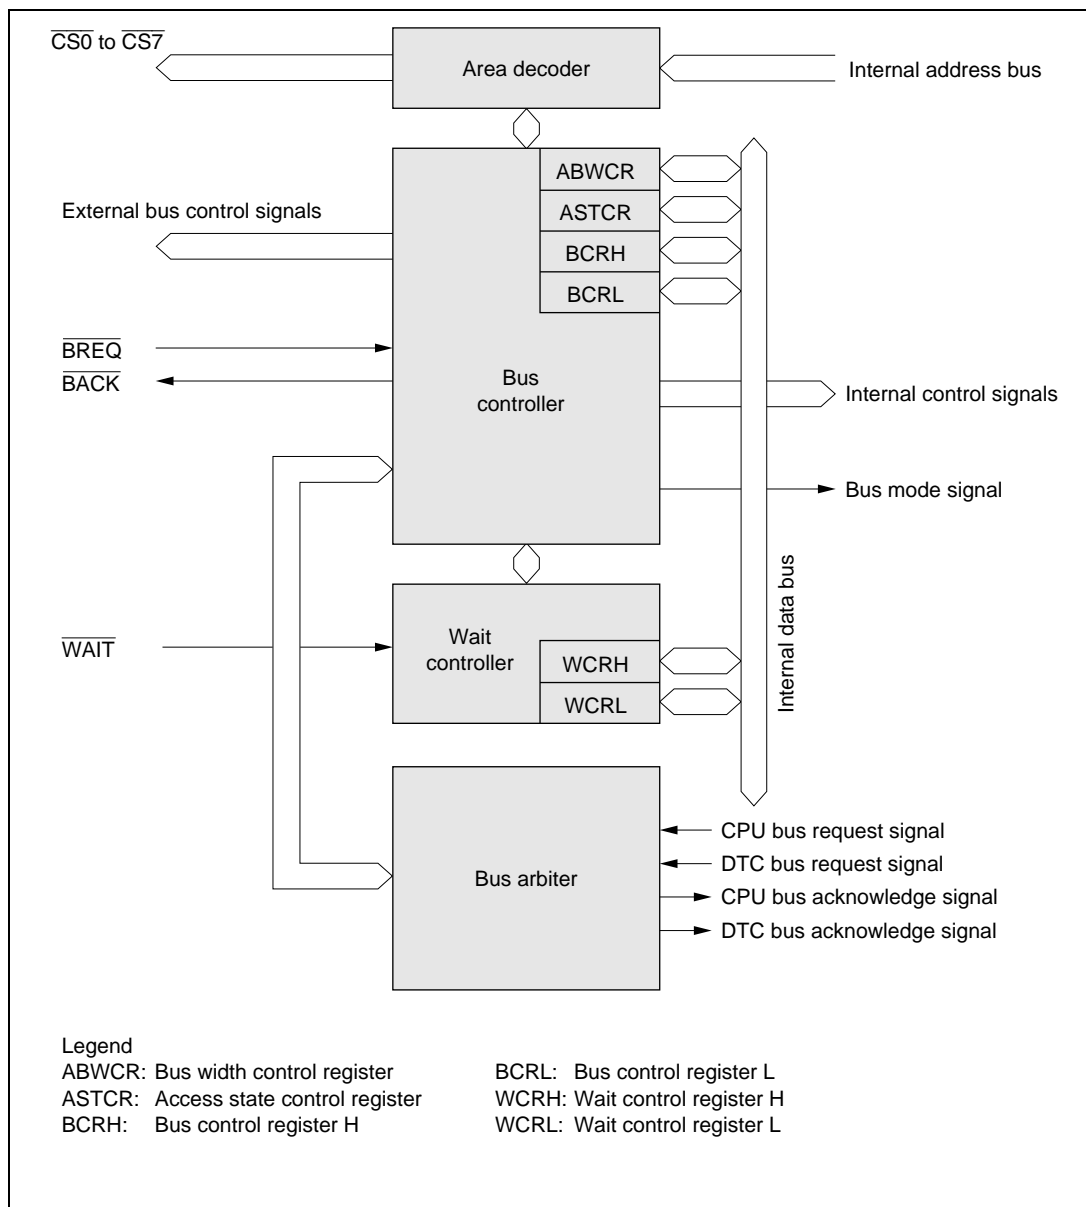 CS0 to CS7
Area decoder
Internal address bus
ABWCR
ASTCR
External bus control signals
BCRH
BCRL
BREQ
BACK
Bus
controller
Internal control signals
Bus mode signal
Internal data bus
WAIT
Wait
controller
WCRH
WCRL
CPU bus request signal
DTC bus request signal
Bus arbiter
CPU bus acknowledge signal
DTC bus acknowledge signal
Legend
ABWCR: Bus width control register
ASTCR: Access state control register
BCRH: Bus control register H
BCRL: Bus control register L
WCRH: Wait control register H
WCRL: Wait control register L